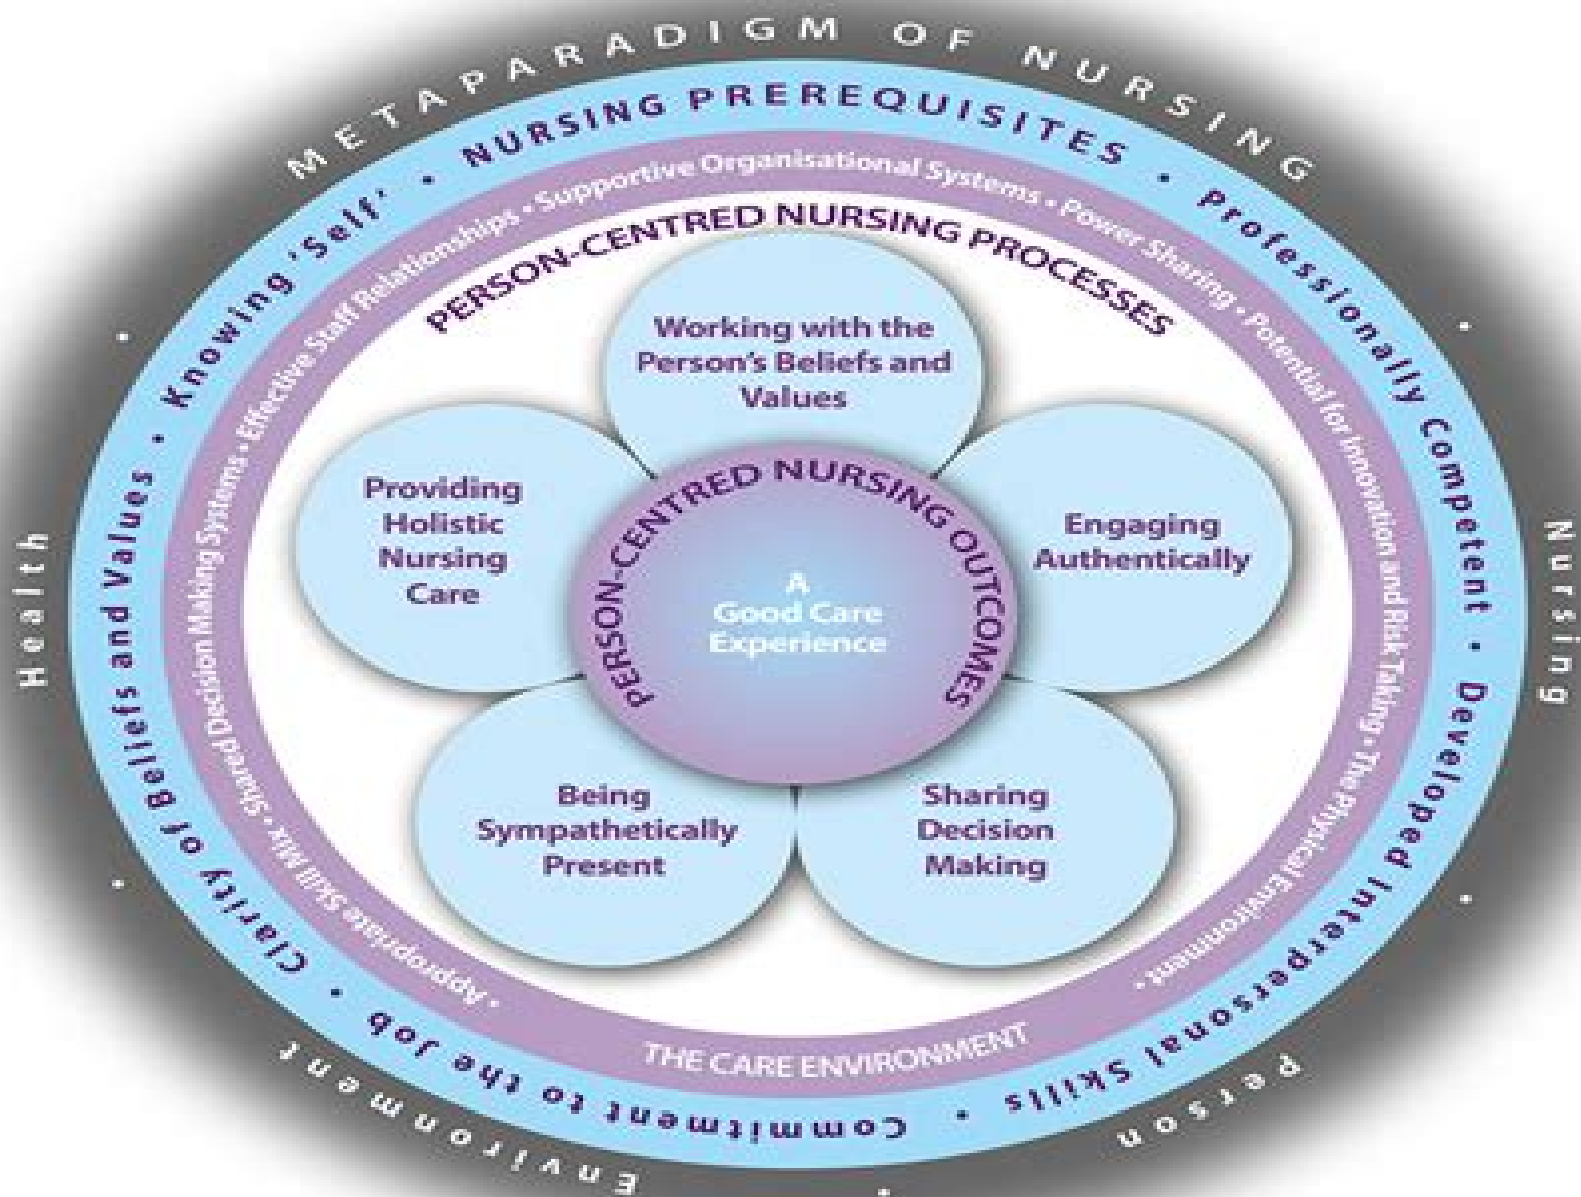 METAPARADIGM OF NURSING
• Nursing • Person • Environment
Health •
NURSING PREREQUISITES • Professionally Competent • Developed Interpersonal Skills • Commitment to the Job • Clarity of Beliefs and Values • Knowing 'Self' •
THE CARE ENVIRONMENT
• Appropriate Skill Mix • Shared Decision Making Systems • Effective Staff Relationships • Supportive Organisational Systems • Power Sharing • Potential for Innovation and Risk Taking • The Physical Environment •
PERSON-CENTRED NURSING PROCESSES
Working with the
Person's Beliefs and
Values
Engaging
Authentically
Sharing
Decision
Making
Being
Sympathetically
Present
Providing
Holistic
Nursing
Care
PERSON-CENTRED NURSING OUTCOMES
A
Good Care
Experience